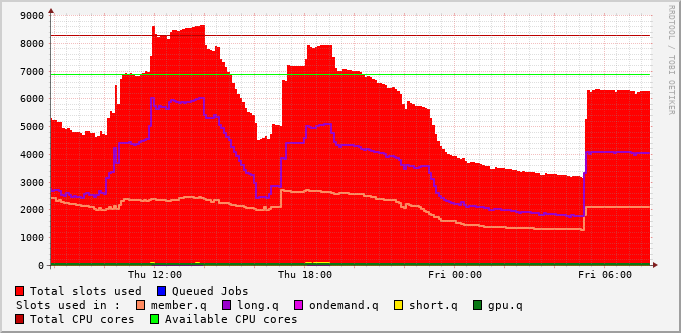 9000
8000
7000
6000
5000
4000
3000
2000
1000
0
Thu 12:00 Thu 18:00 Fri 00:00 Fri 06:00
Total slots used Queued Jobs
Slots used in : member.q long.q ondemand.q short.q gpu.q
Total CPU cores Available CPU cores
RRDTOOL / TOBI OETIKER